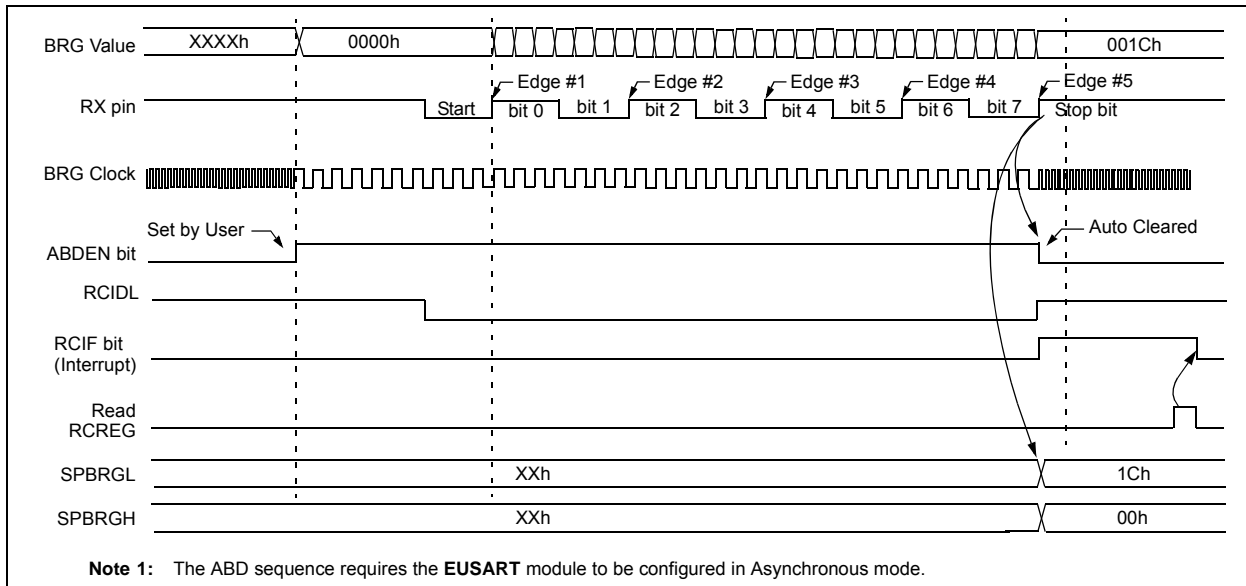 BRG Value XXXXh 0000h 001Ch
Edge #1 Edge #2 Edge #3 Edge #4 Edge #5
RX pin Start bit 0 bit 1 bit 2 bit 3 bit 4 bit 5 bit 6 bit 7 Stop bit
BRG Clock
Set by User Auto Cleared
ABDEN bit
RCIDL
RCIF bit
(Interrupt)
Read
RCREG
SPBRGL XXh 1Ch
SPBRGH XXh 00h
Note 1: The ABD sequence requires the EUSART module to be configured in Asynchronous mode.